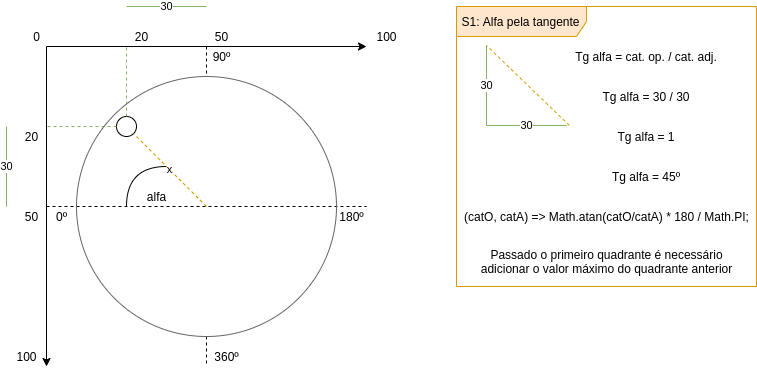 30
0
20
50
100
90º
20
30
x
alfa
50
0º
180º
100
360º
S1: Alfa pela tangente
30
30
Tg alfa = cat. op. / cat. adj.
Tg alfa = 30 / 30
Tg alfa = 1
Tg alfa = 45º
(catO, catA) => Math.atan(catO/catA) * 180 / Math.PI;
Passado o primeiro quadrante é necessário
adicionar o valor máximo do quadrante anterior